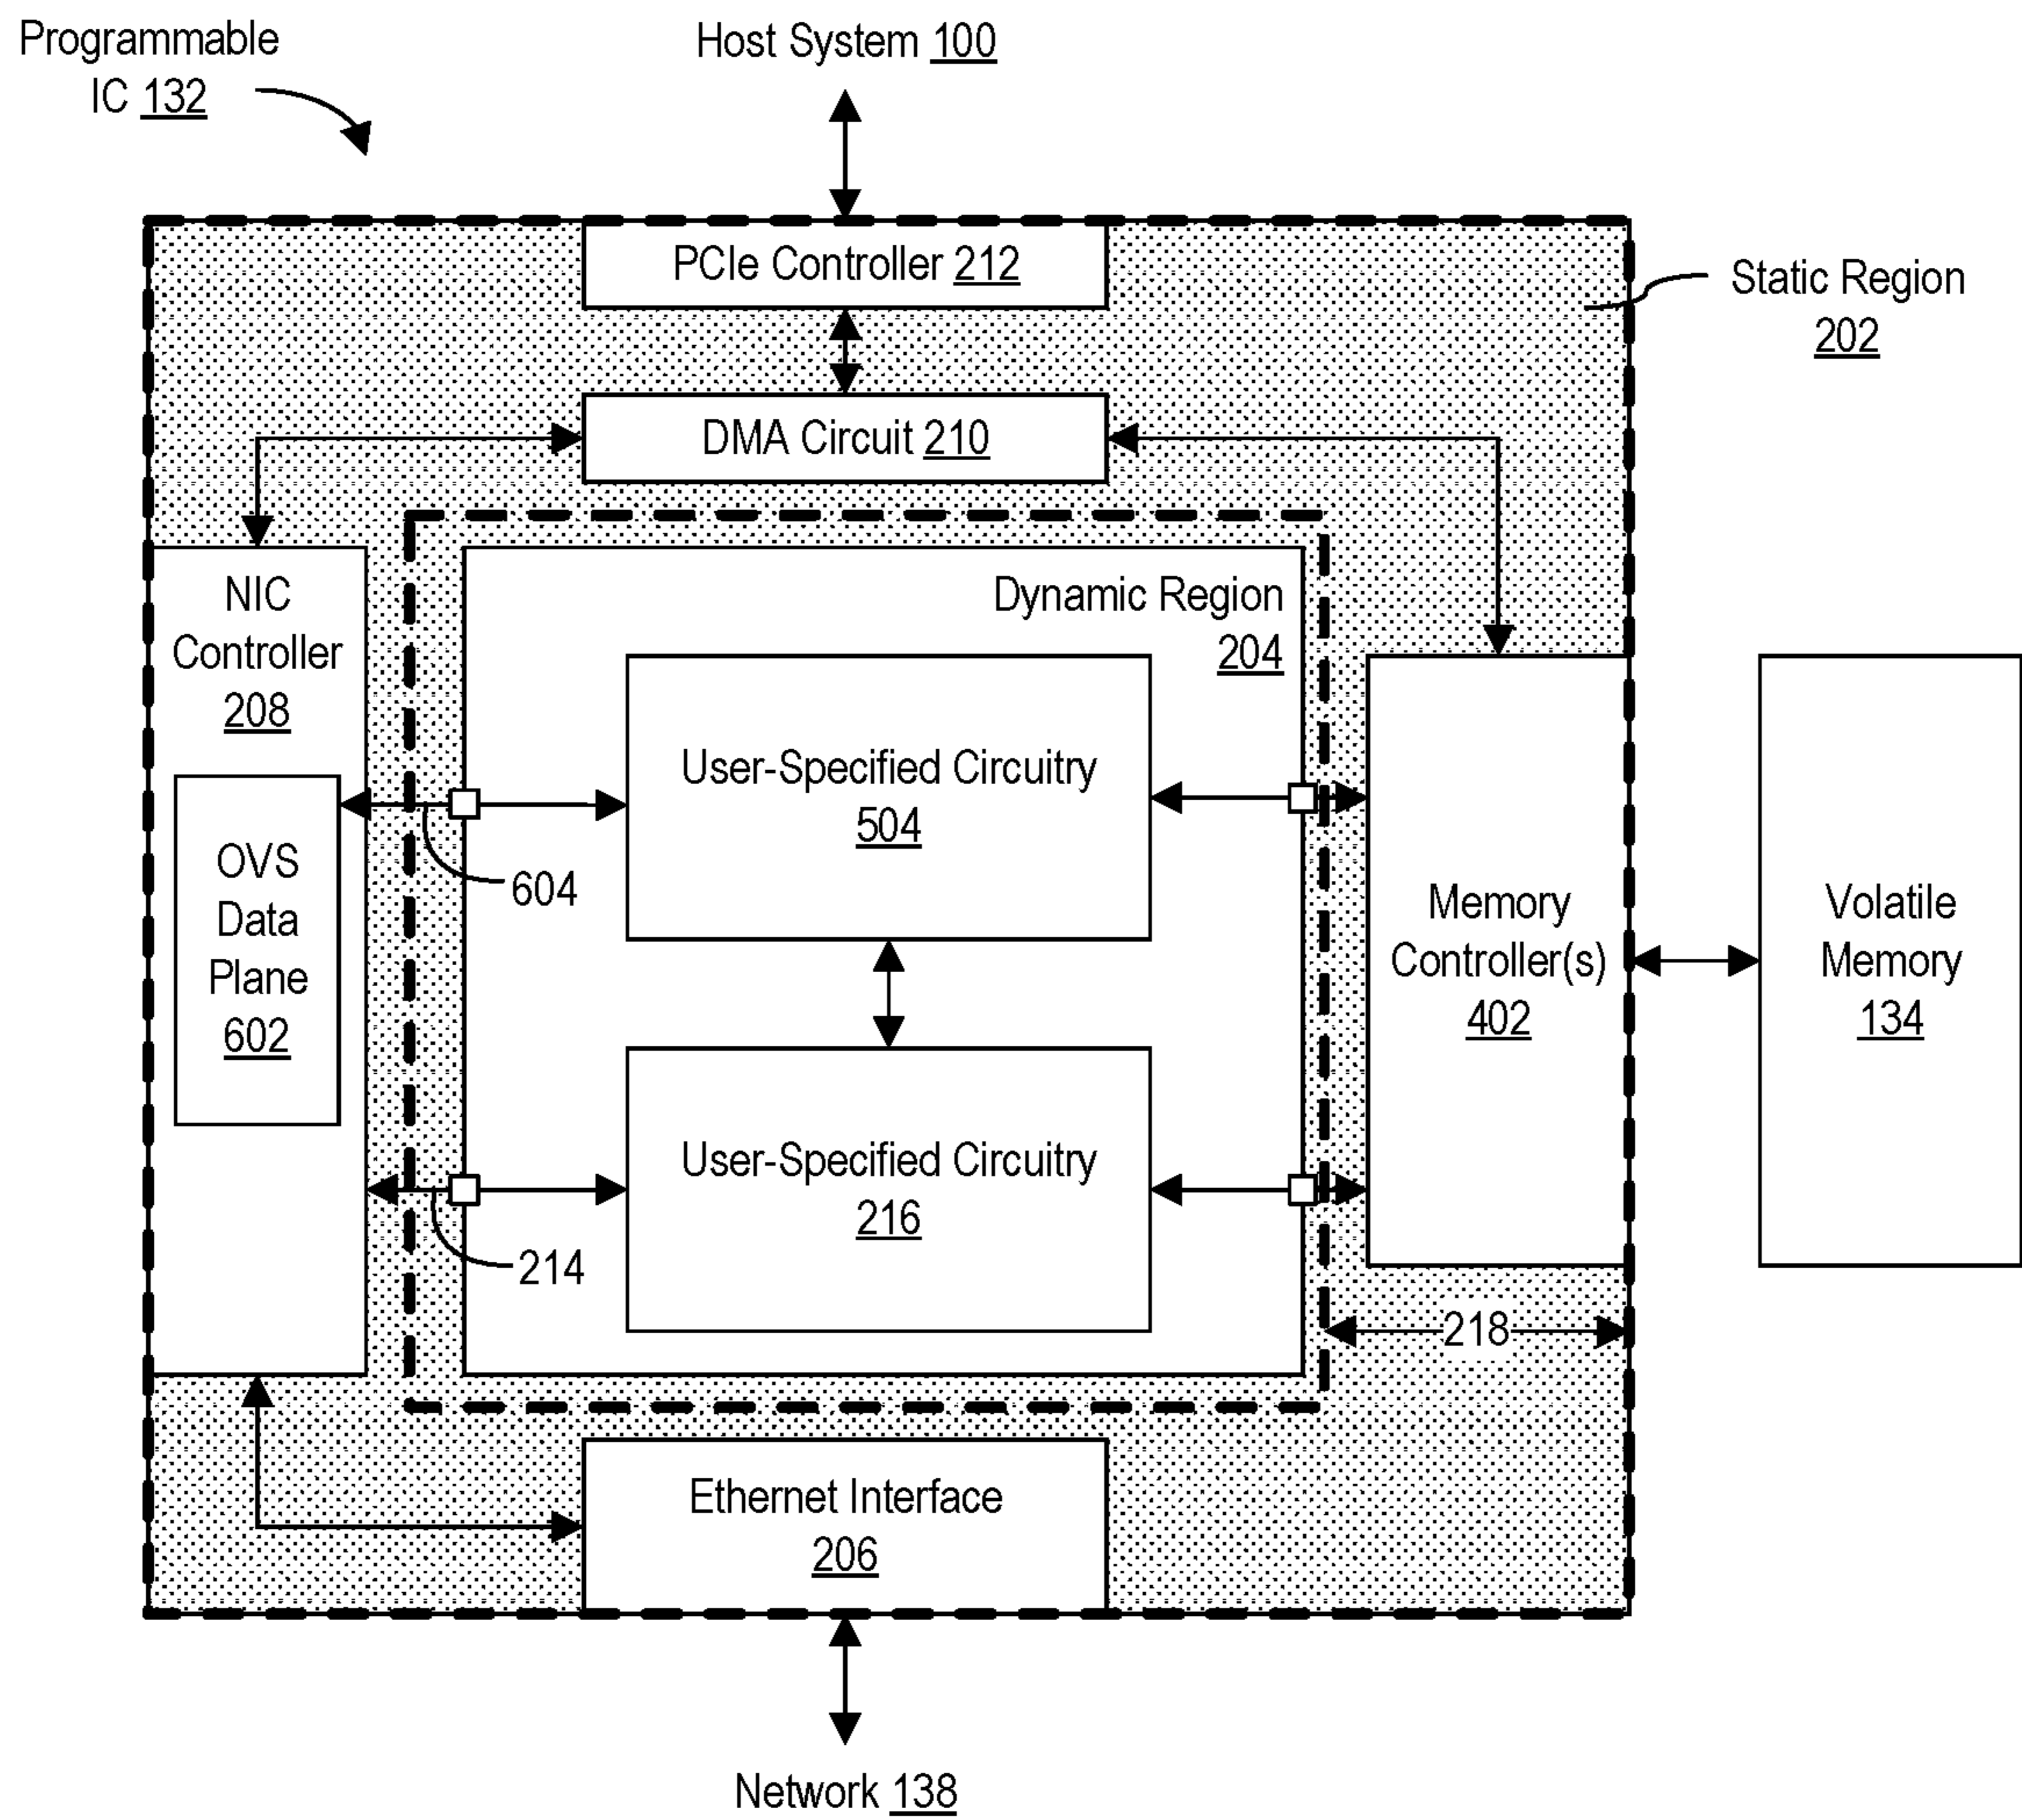 Programmable
IC 132
Host System 100
PCIe Controller 212
Static Region
202
DMA Circuit 210
NIC
Controller
208
Dynamic Region
204
User-Specified Circuitry
504
OVS
Data
Plane
602
604
Memory
Controller(s)
402
Volatile
Memory
134
User-Specified Circuitry
216
214
218
Ethernet Interface
206
Network 138